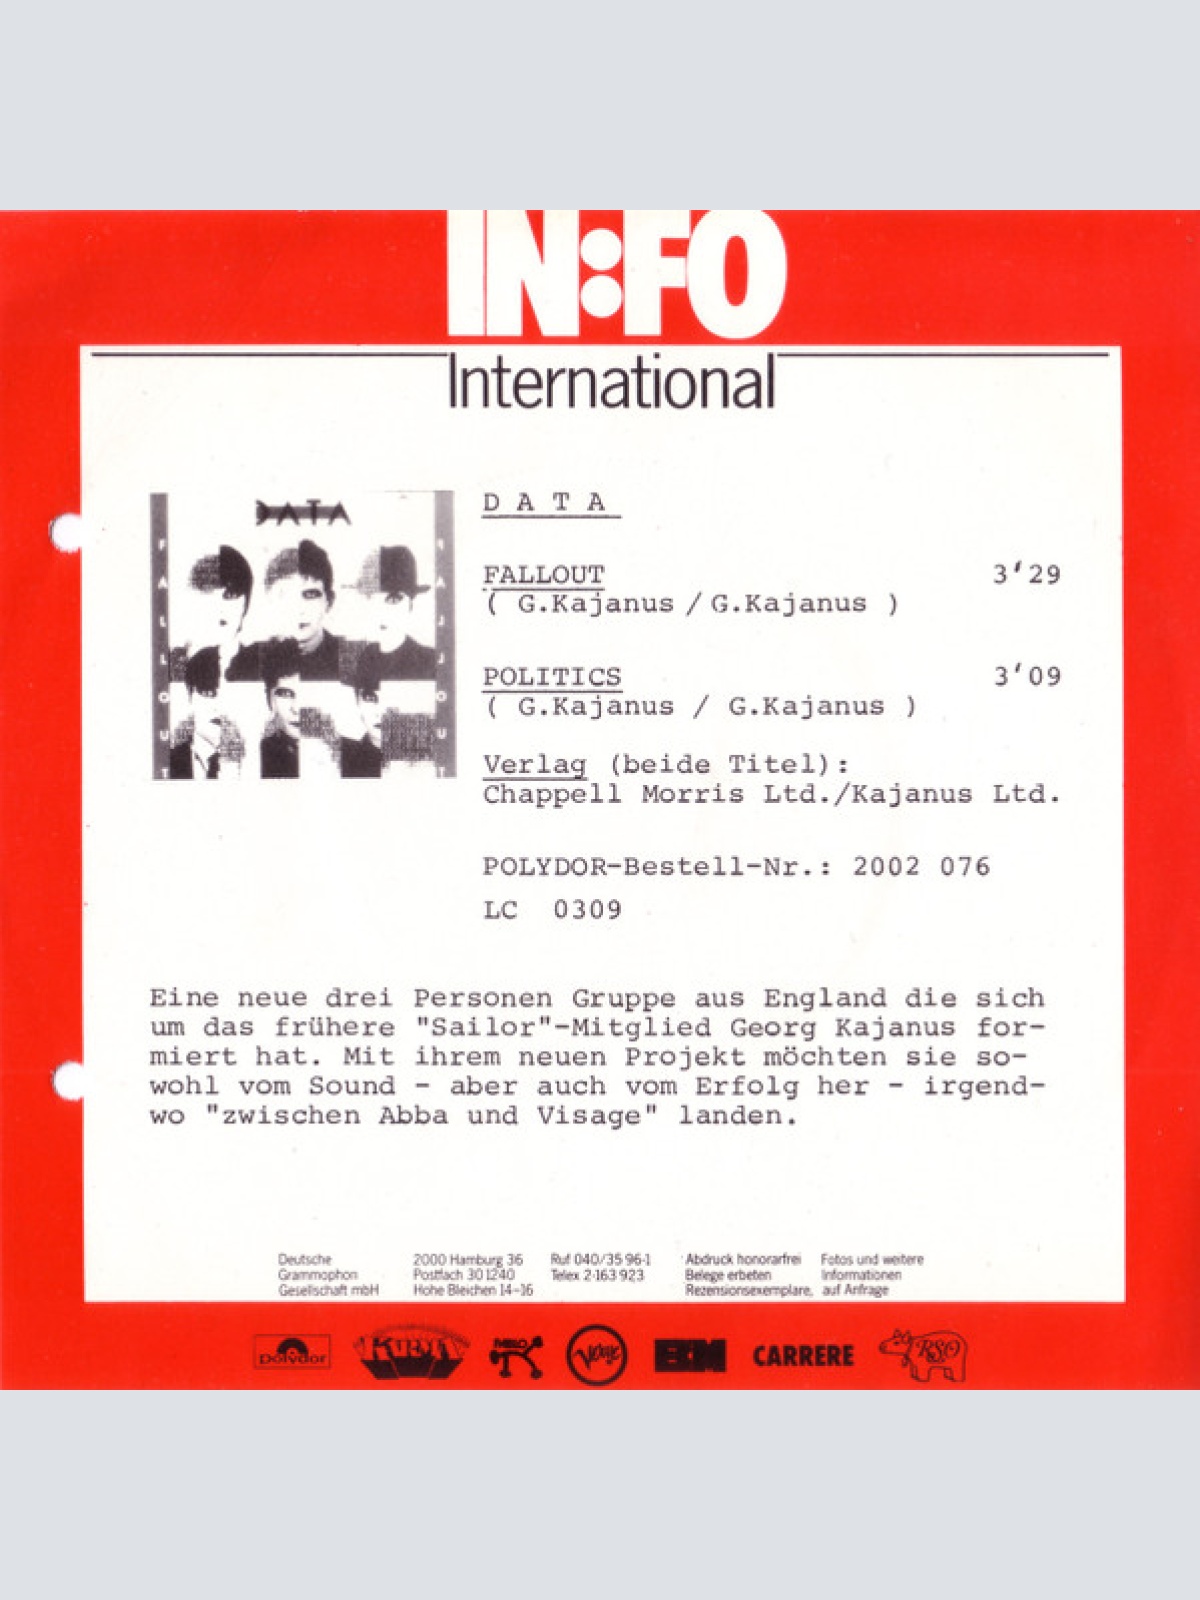 IN:FO
International
DATA
FALLOUT
FALLOUT
D A T A
FALLOUT 3'29
( G.Kajanus / G.Kajanus )
POLITICS 3'09
( G.Kajanus / G.Kajanus )
Verlag (beide Titel):
Chappell Morris Ltd./Kajanus Ltd.
POLYDOR-Bestell-Nr.: 2002 076
LC 0309
Eine neue drei Personen Gruppe aus England die sich
um das frühere "Sailor"-Mitglied Georg Kajanus for-
miert hat. Mit ihrem neuen Projekt möchten sie so-
wohl vom Sound - aber auch vom Erfolg her - irgend-
wo "zwischen Abba und Visage" landen.
Deutsche 2000 Hamburg 36 Ruf 040/35 96-1 Abdruck honorarfrei Fotos und weitere
Grammophon Postfach 301240 Telex 2-163 923 Belege erbeten Informationen
Gesellschaft mbH Hohe Bleichen 14-16 Rezensionsexemplare, auf Anfrage
Polydor Verve ECM CARRERE RSO